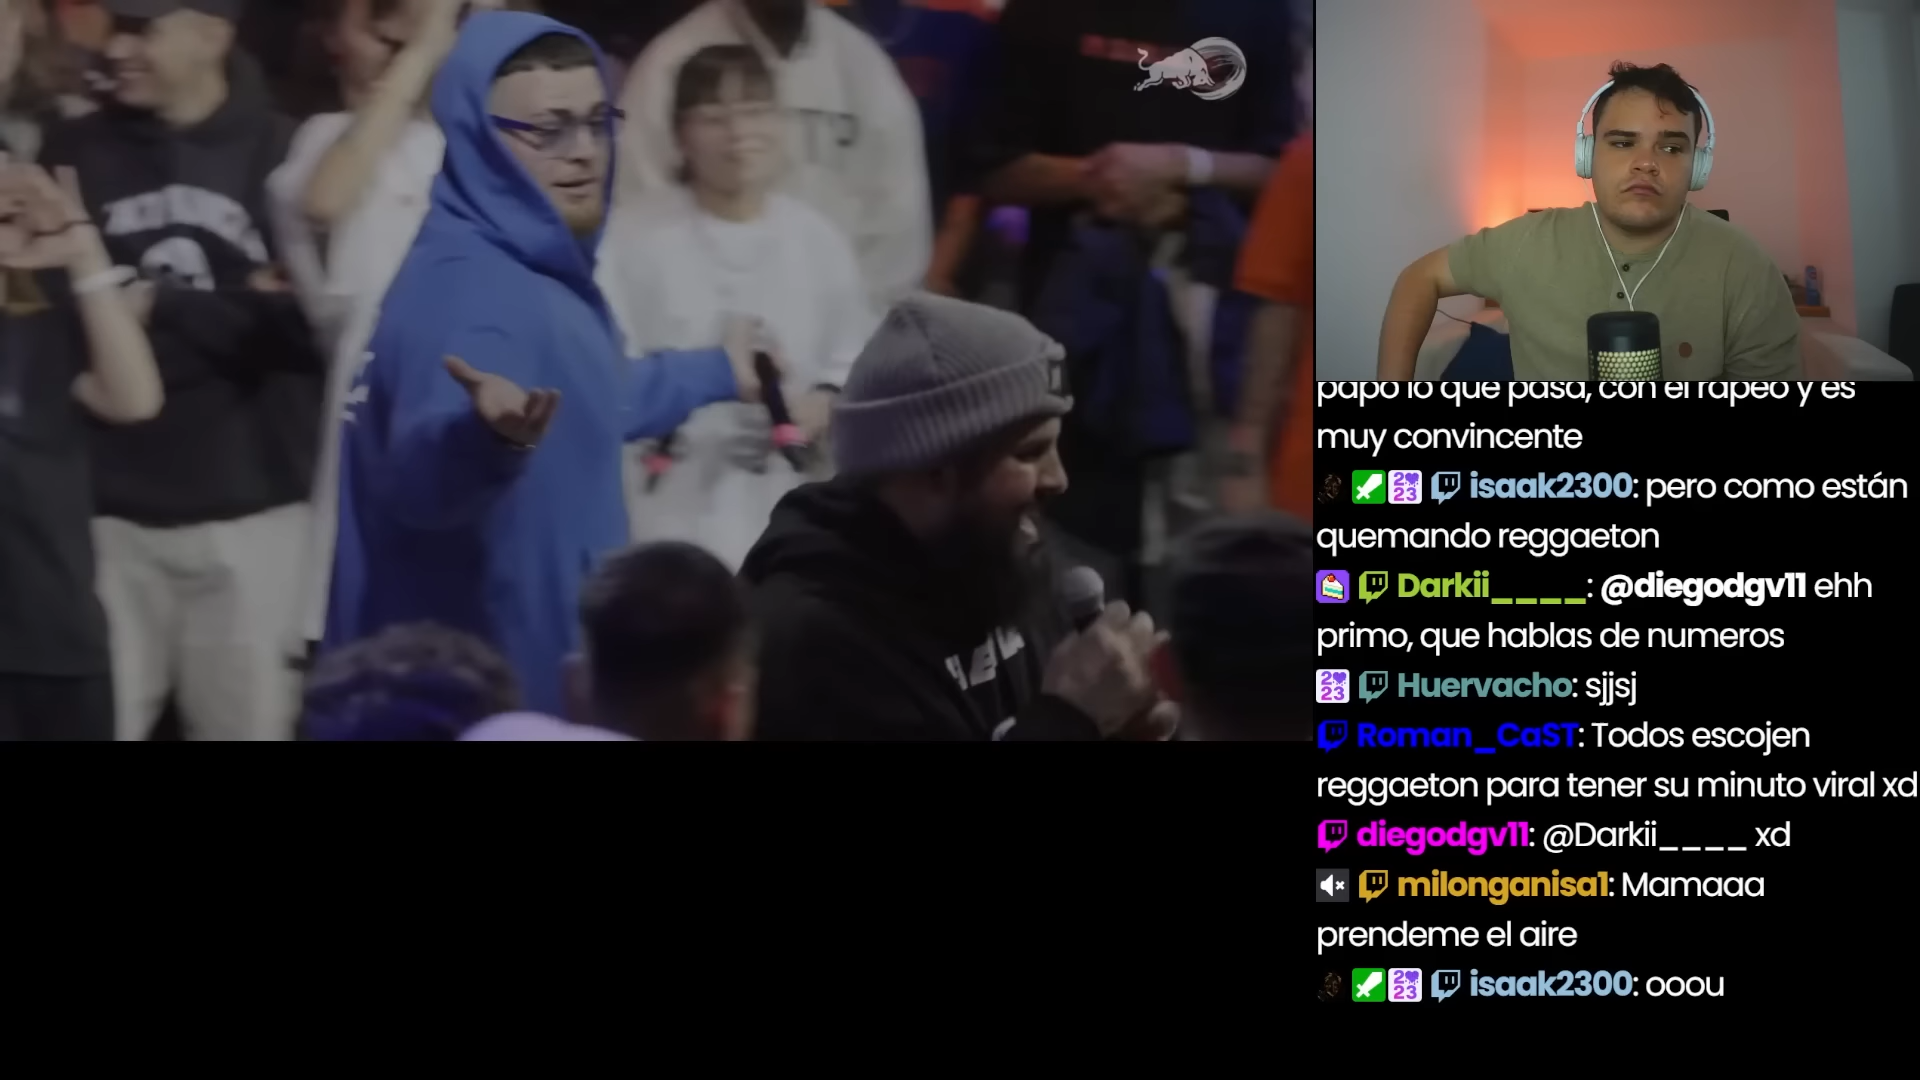 papo lo que pasa, con el rapeo y es
muy convincente
isaak2300: pero como están
quemando reggaeton
Darkii____: @diegodgv11 ehh
primo, que hablas de numeros
Huervacho: sjjsj
Roman_CaST: Todos escojen
reggaeton para tener su minuto viral xd
diegodgv11: @Darkii____ xd
milonganisa1: Mamaaa
prendeme el aire
isaak2300: ooou